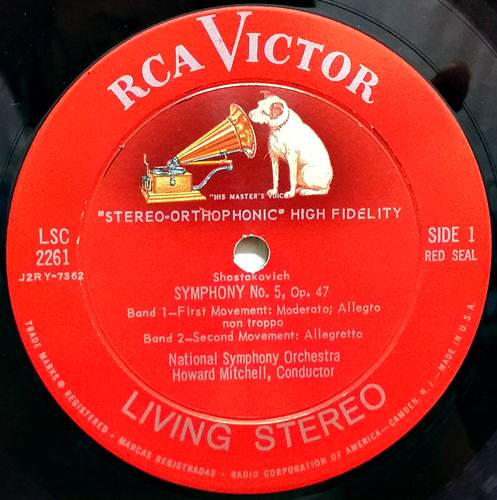 RCA VICTOR
"HIS MASTER'S VOICE"
"STEREO-ORTHOPHONIC" HIGH FIDELITY
LSC
2261
J2RY-7362
SIDE 1
RED SEAL
Shostakovich
SYMPHONY No. 5, Op. 47
Band 1—First Movement: Moderato; Allegro
non troppo
Band 2—Second Movement: Allegretto
National Symphony Orchestra
Howard Mitchell, Conductor
LIVING STEREO
TRADE MARKS ® REGISTERED · MARCAS REGISTRADAS · RADIO CORPORATION OF AMERICA—CAMDEN, N. J.—MADE IN U.S.A.